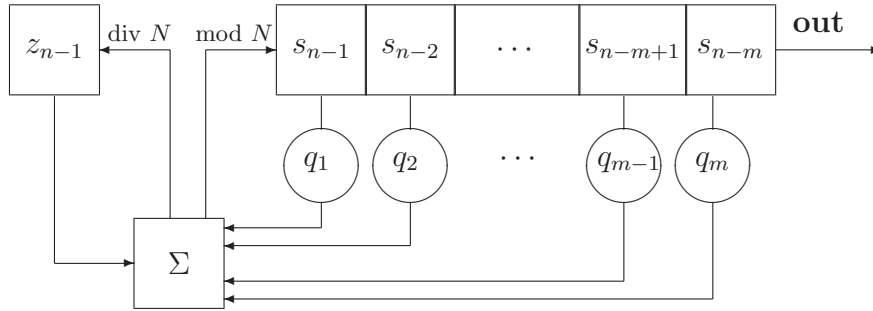 out
z_{n-1} div N mod N s_{n-1} s_{n-2} ⋯ s_{n-m+1} s_{n-m}
q_1 q_2 ⋯ q_{m-1} q_m
Σ